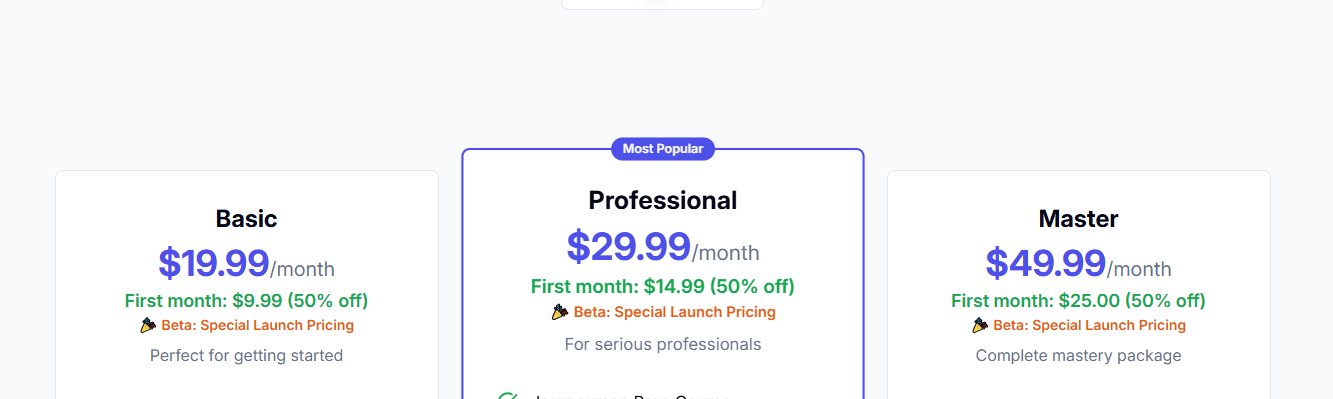 Most Popular
Basic
$19.99/month
First month: $9.99 (50% off)
🎉 Beta: Special Launch Pricing
Perfect for getting started
Professional
$29.99/month
First month: $14.99 (50% off)
🎉 Beta: Special Launch Pricing
For serious professionals
Master
$49.99/month
First month: $25.00 (50% off)
🎉 Beta: Special Launch Pricing
Complete mastery package